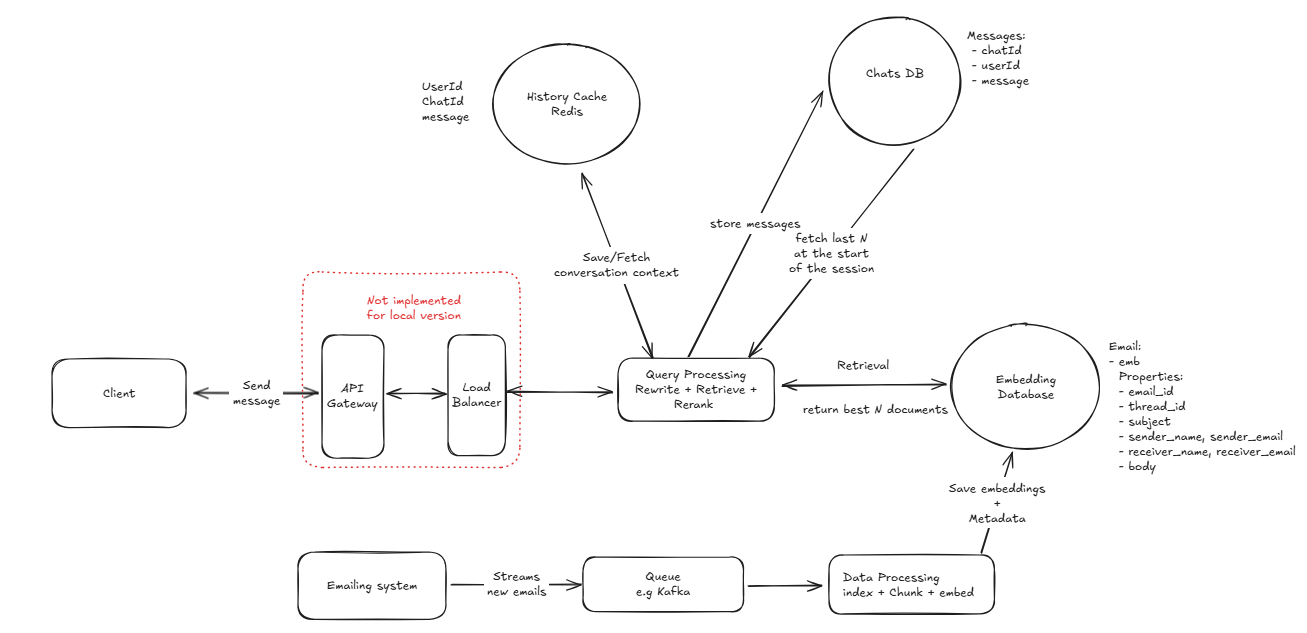 Messages:
- chatId
- userId
- message
Chats DB
UserId
ChatId
message
History Cache
Redis
store messages
fetch last N
at the start
of the session
Save/Fetch
conversation context
Not implemented
for local version
Client
Send
message
API
Gateway
Load
Balancer
Query Processing
Rewrite + Retrieve +
Rerank
Retrieval
return best N documents
Embedding
Database
Email:
- emb
Properties:
- email_id
- thread_id
- subject
- sender_name, sender_email
- receiver_name, receiver_email
- body
Save embeddings
+
Metadata
Emailing system
Streams
new emails
Queue
e.g Kafka
Data Processing
index + Chunk + embed